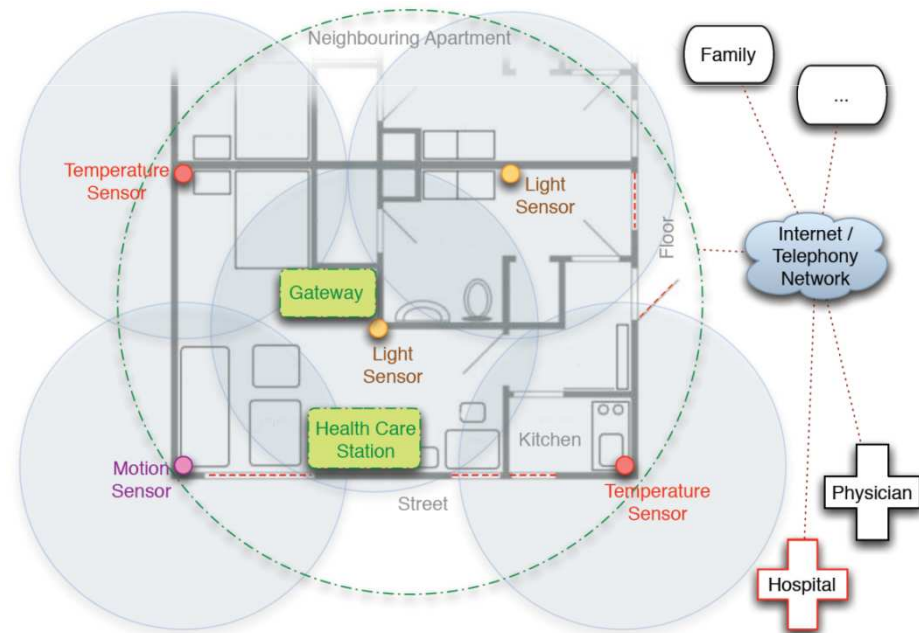 Neighbouring Apartment
Family
...
Temperature
Sensor
Light
Sensor
Floor
Internet /
Telephony
Network
Gateway
Light
Sensor
Health Care
Station
Kitchen
Motion
Sensor
Street
Temperature
Sensor
Physician
Hospital